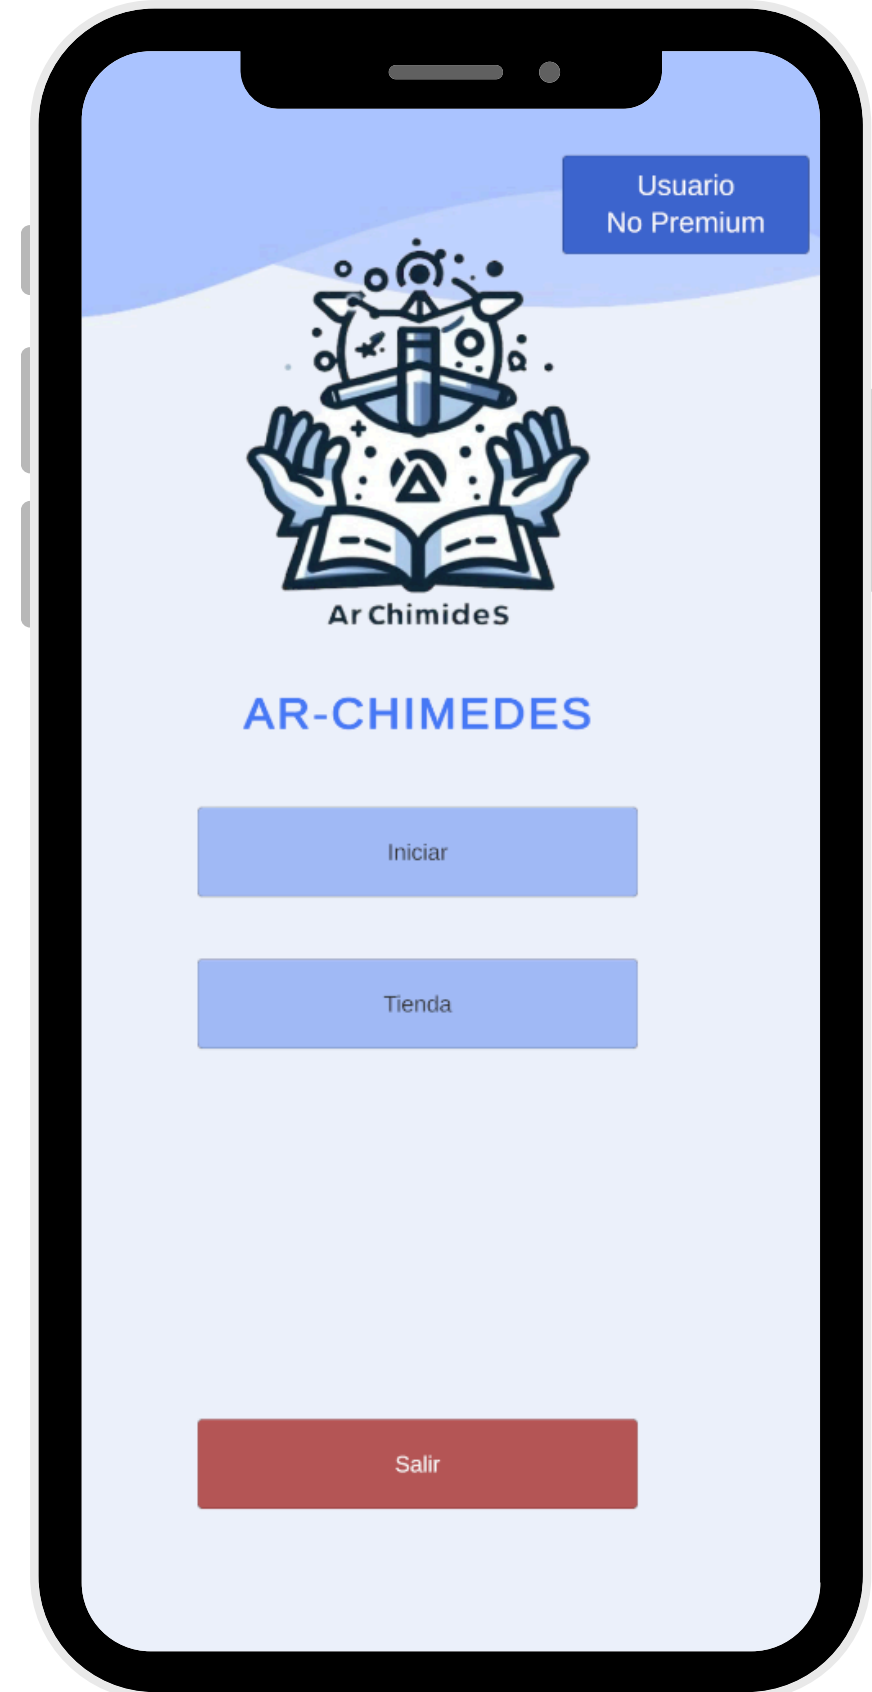 Usuario
No Premium
Ar ChimideS
AR-CHIMEDES
Iniciar
Tienda
Salir